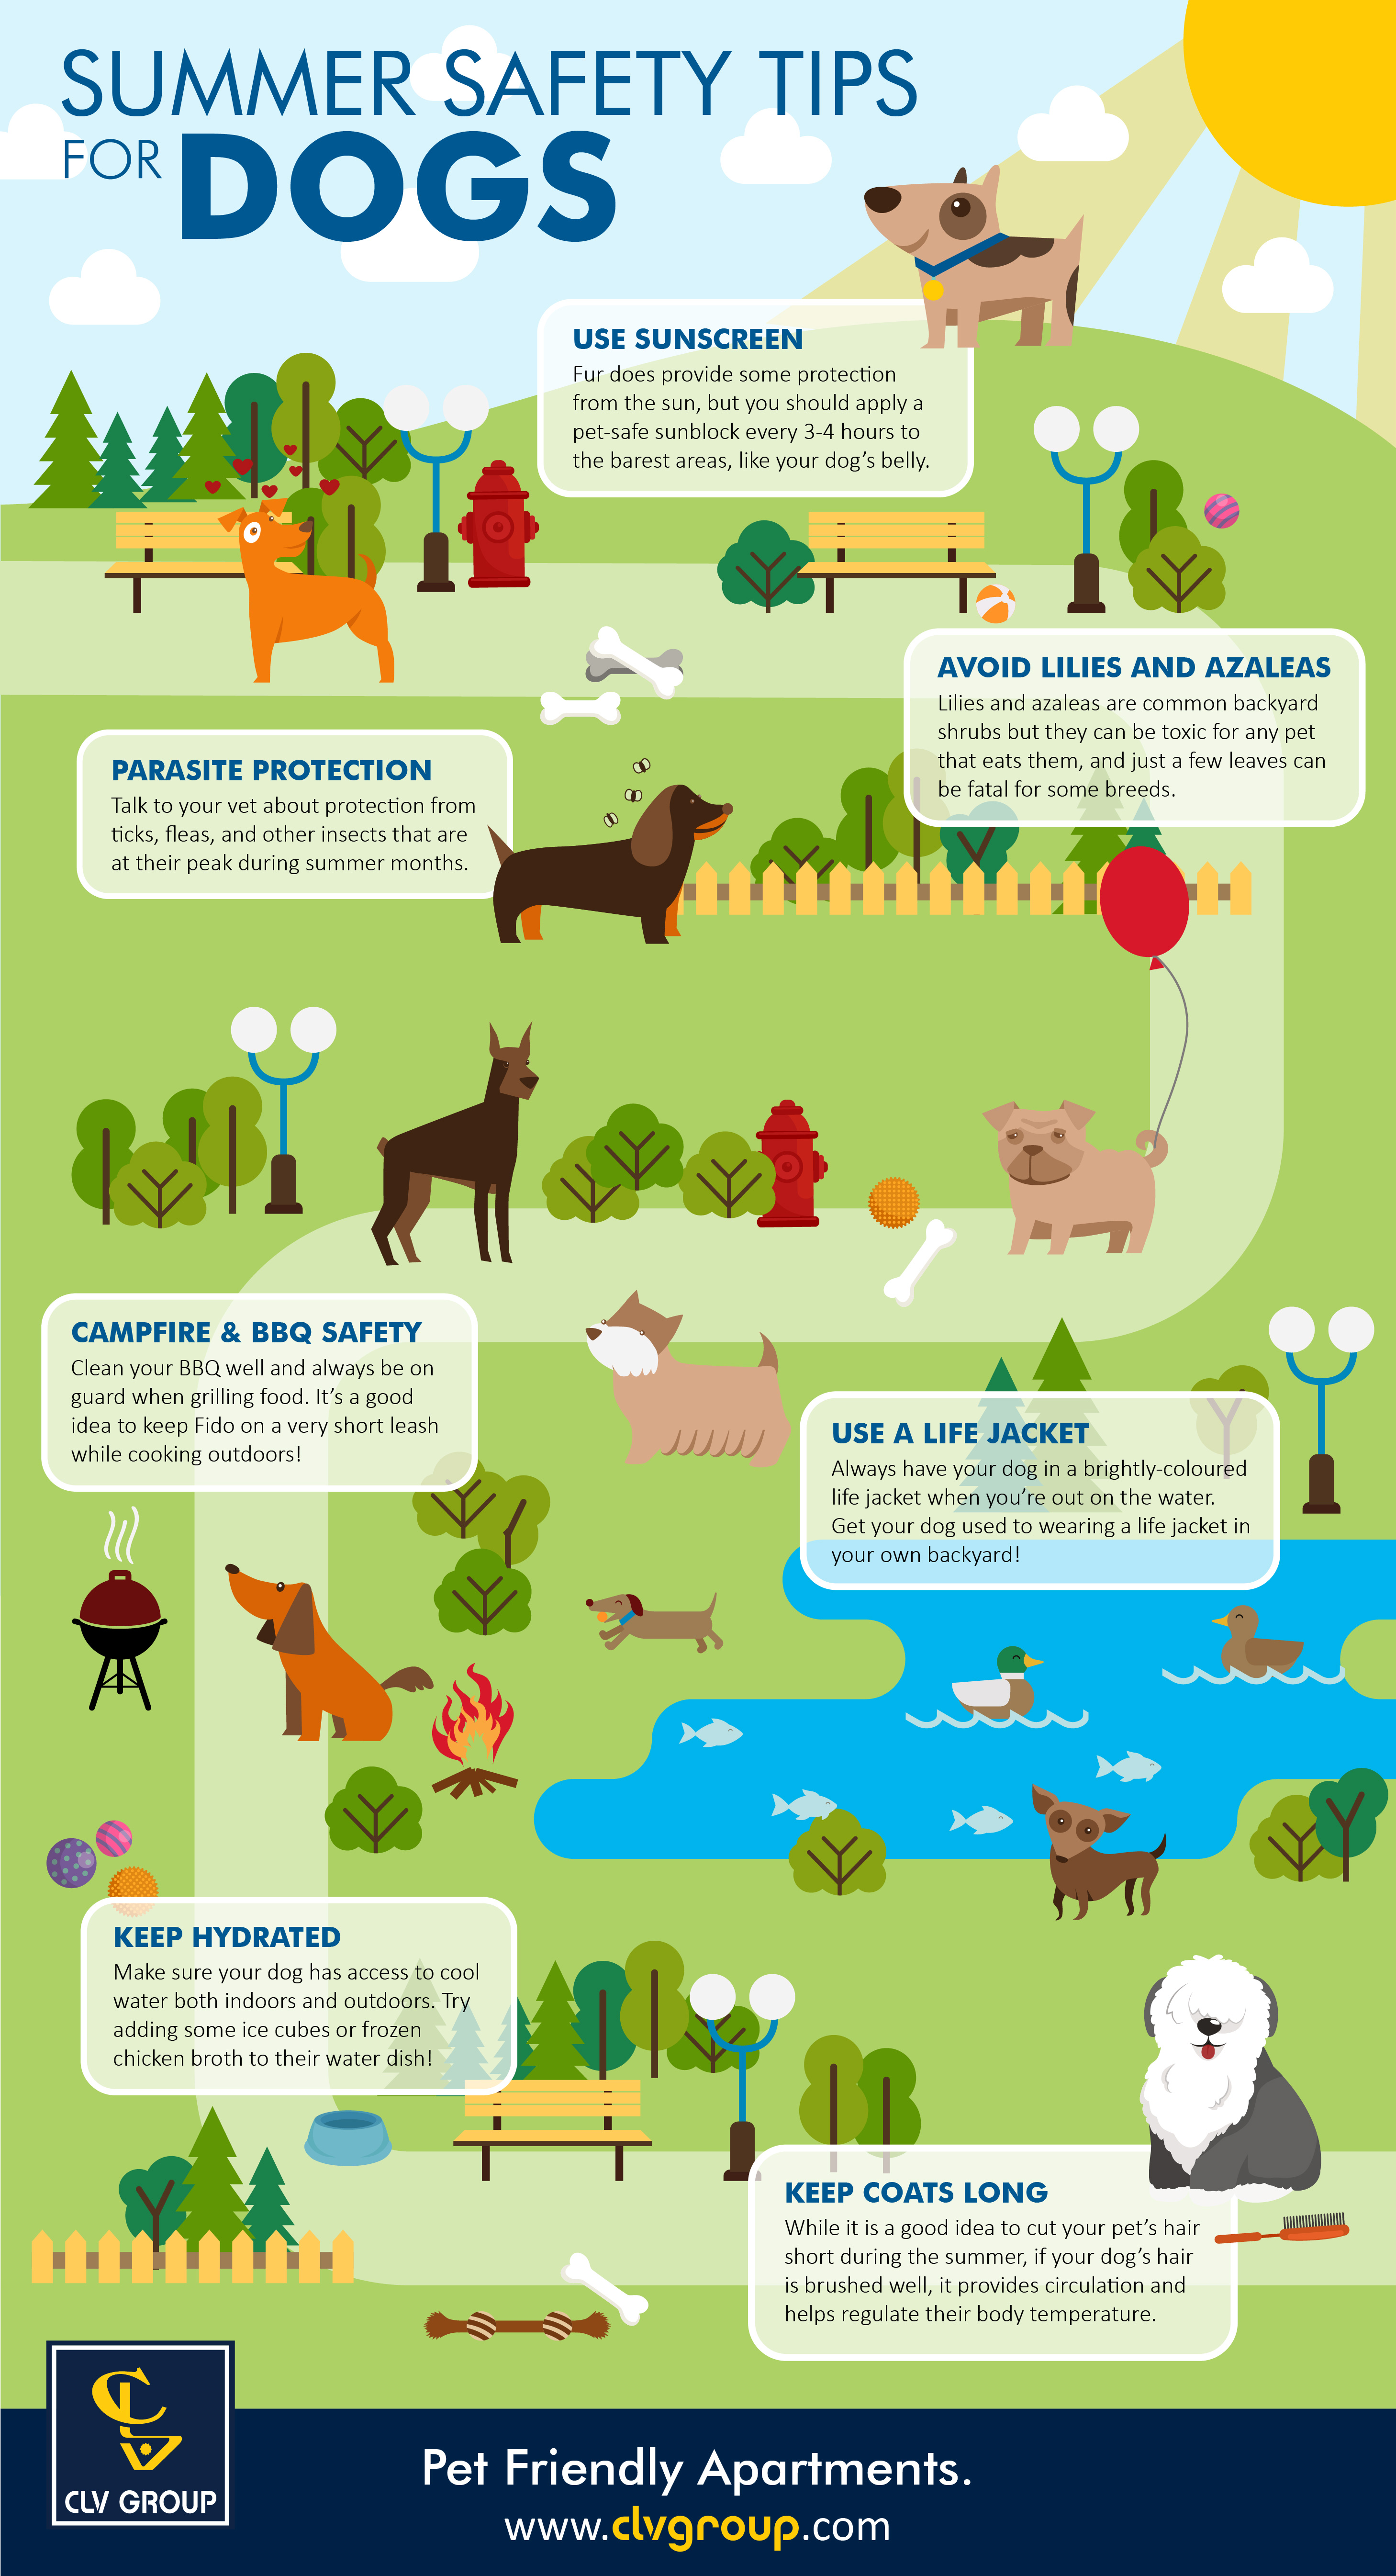 SUMMER SAFETY TIPS
FOR DOGS
USE SUNSCREEN
Fur does provide some protection
from the sun, but you should apply a
pet-safe sunblock every 3-4 hours to
the barest areas, like your dog's belly.
AVOID LILIES AND AZALEAS
Lilies and azaleas are common backyard
shrubs but they can be toxic for any pet
that eats them, and just a few leaves can
be fatal for some breeds.
PARASITE PROTECTION
Talk to your vet about protection from
ticks, fleas, and other insects that are
at their peak during summer months.
CAMPFIRE & BBQ SAFETY
Clean your BBQ well and always be on
guard when grilling food. It's a good
idea to keep Fido on a very short leash
while cooking outdoors!
USE A LIFE JACKET
Always have your dog in a brightly-coloured
life jacket when you're out on the water.
Get your dog used to wearing a life jacket in
your own backyard!
KEEP HYDRATED
Make sure your dog has access to cool
water both indoors and outdoors. Try
adding some ice cubes or frozen
chicken broth to their water dish!
KEEP COATS LONG
While it is a good idea to cut your pet's hair
short during the summer, if your dog's hair
is brushed well, it provides circulation and
helps regulate their body temperature.
CLV
CLV GROUP
Pet Friendly Apartments.
www.clvgroup.com